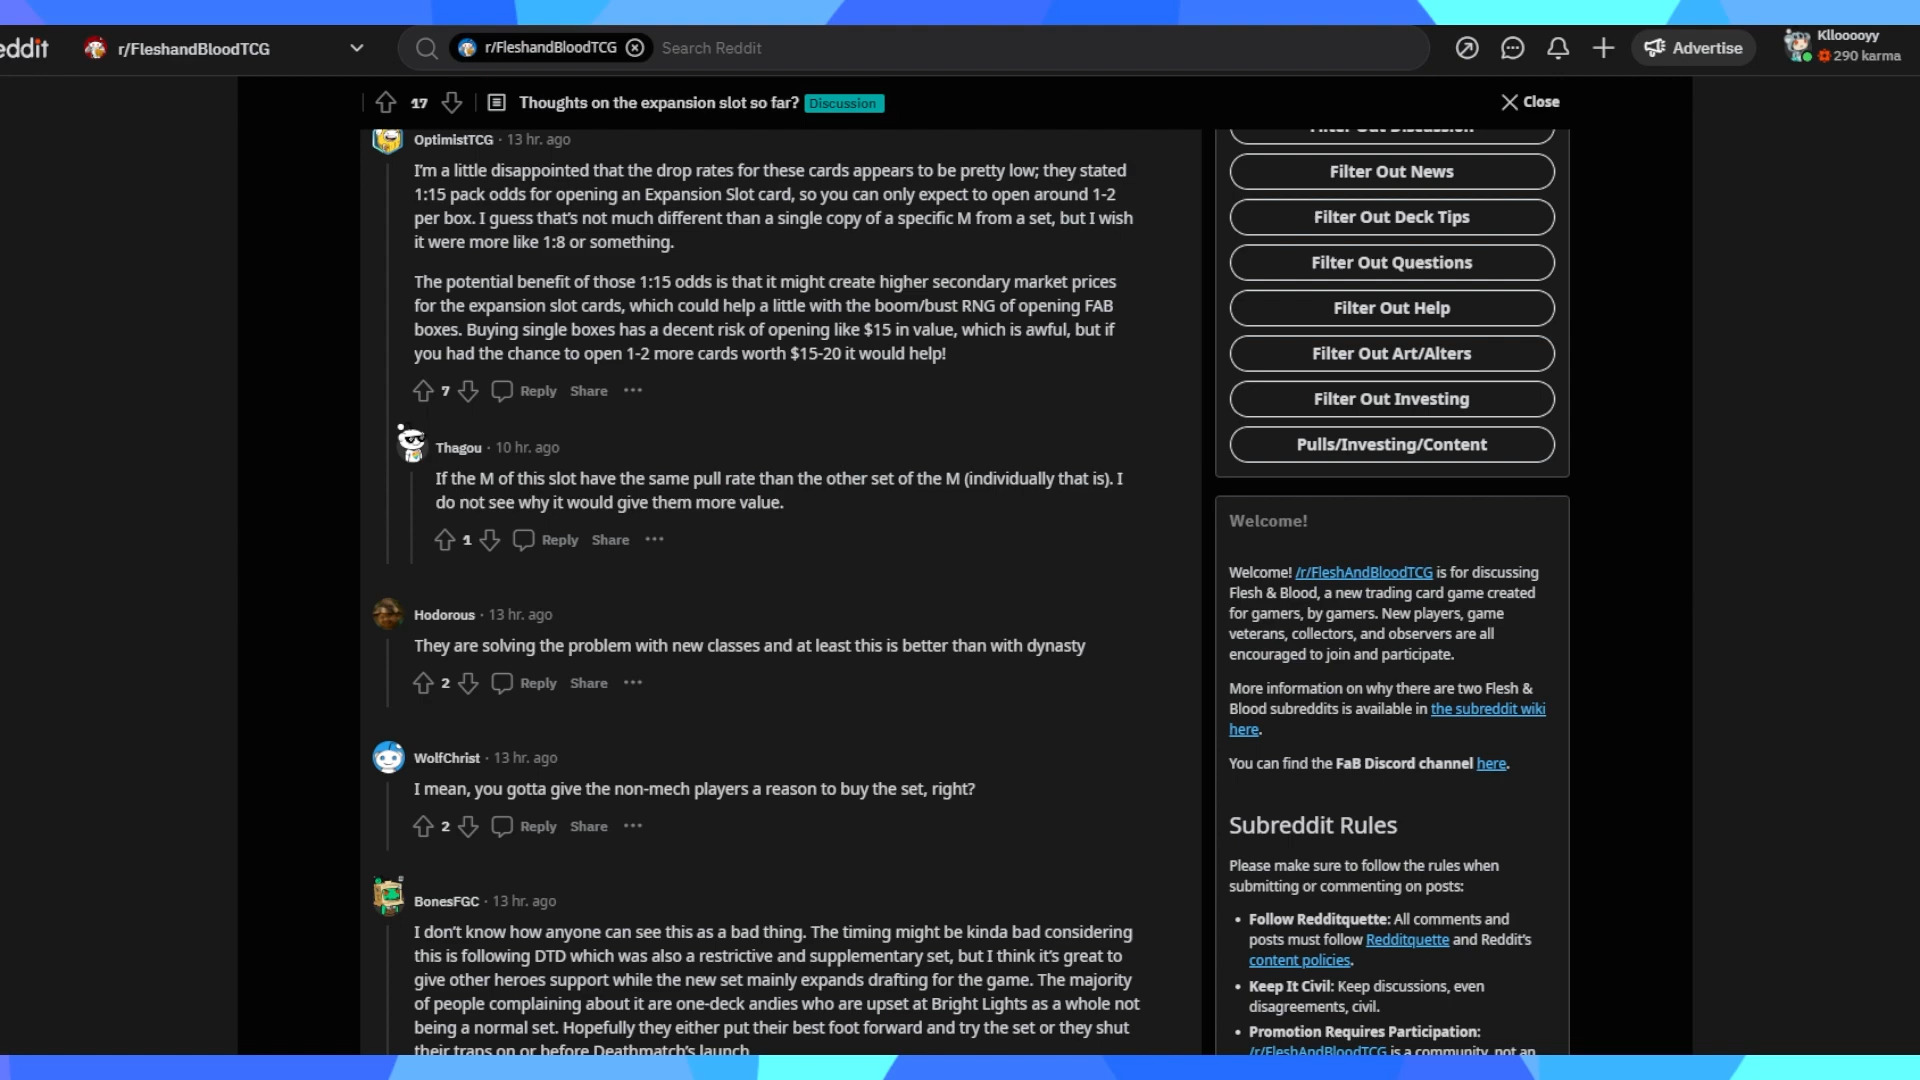 eddit
r/FleshandBloodTCG
r/FleshandBloodTCG
Search Reddit
Advertise
Kllooooyy
290 karma
17
Thoughts on the expansion slot so far?
Discussion
Close
OptimistTCG · 13 hr. ago
I'm a little disappointed that the drop rates for these cards appears to be pretty low; they stated
1:15 pack odds for opening an Expansion Slot card, so you can only expect to open around 1-2
per box. I guess that's not much different than a single copy of a specific M from a set, but I wish
it were more like 1:8 or something.
The potential benefit of those 1:15 odds is that it might create higher secondary market prices
for the expansion slot cards, which could help a little with the boom/bust RNG of opening FAB
boxes. Buying single boxes has a decent risk of opening like $15 in value, which is awful, but if
you had the chance to open 1-2 more cards worth $15-20 it would help!
7 Reply Share
Thagou · 10 hr. ago
If the M of this slot have the same pull rate than the other set of the M (individually that is). I
do not see why it would give them more value.
1 Reply Share
Hodorous · 13 hr. ago
They are solving the problem with new classes and at least this is better than with dynasty
2 Reply Share
WolfChrist · 13 hr. ago
I mean, you gotta give the non-mech players a reason to buy the set, right?
2 Reply Share
BonesFGC · 13 hr. ago
I don't know how anyone can see this as a bad thing. The timing might be kinda bad considering
this is following DTD which was also a restrictive and supplementary set, but I think it's great to
give other heroes support while the new set mainly expands drafting for the game. The majority
of people complaining about it are one-deck andies who are upset at Bright Lights as a whole not
being a normal set. Hopefully they either put their best foot forward and try the set or they shut
their traps on or before Deathmatch's launch
Filter Out Discussion
Filter Out News
Filter Out Deck Tips
Filter Out Questions
Filter Out Help
Filter Out Art/Alters
Filter Out Investing
Pulls/Investing/Content
Welcome!
Welcome! /r/FleshAndBloodTCG is for discussing
Flesh & Blood, a new trading card game created
for gamers, by gamers. New players, game
veterans, collectors, and observers are all
encouraged to join and participate.
More information on why there are two Flesh &
Blood subreddits is available in the subreddit wiki
here.
You can find the FaB Discord channel here.
Subreddit Rules
Please make sure to follow the rules when
submitting or commenting on posts:
• Follow Redditquette: All comments and
posts must follow Redditquette and Reddit's
content policies.
• Keep It Civil: Keep discussions, even
disagreements, civil.
• Promotion Requires Participation:
/r/FleshAndBloodTCG is a community, not an